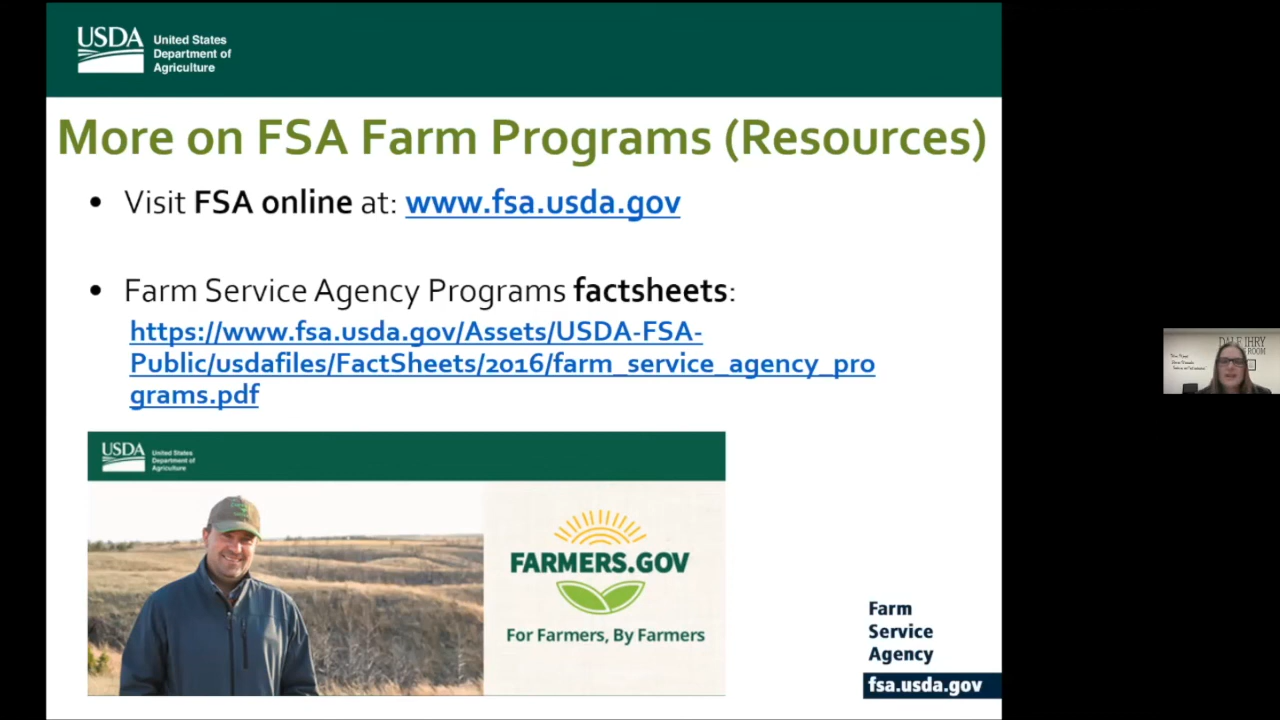 USDA
United States
Department of
Agriculture
More on FSA Farm Programs (Resources)
• Visit FSA online at: www.fsa.usda.gov
• Farm Service Agency Programs factsheets:
https://www.fsa.usda.gov/Assets/USDA-FSA-
Public/usdafiles/FactSheets/2016/farm_service_agency_pro
grams.pdf
USDA
United States
Department of
Agriculture
FARMERS.GOV
For Farmers, By Farmers
Farm
Service
Agency
fsa.usda.gov
DALE IHRY
ROOM